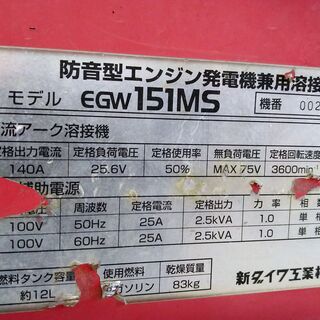 防音型エンジン発電機兼用溶接
モデル EGW151MS 機番 002
流アーク溶接機
定格出力電流 定格負荷電圧 定格使用率 無負荷電圧 定格回転速度
140A 25.6V 50% MAX 75V 3600min
補助電源
電圧 周波数 定格電流 定格出力 力率 相数
100V 50Hz 25A 2.5kVA 1.0 単相
100V 60Hz 25A 2.5kVA 1.0 単相
燃料タンク容量 使用燃料 乾燥質量
約12L ガソリン 83kg
新ダイワ工業株